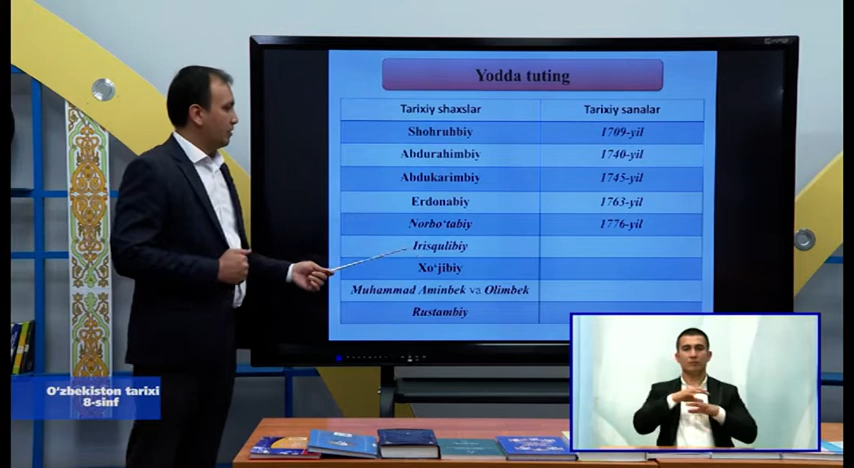 Yodda tuting
Tarixiy shaxslar Tarixiy sanalar
Shohruhbiy 1709-yil
Abdurahimbiy 1740-yil
Abdukarimbiy 1745-yil
Erdonabiy 1763-yil
Norbo‘tabiy 1776-yil
Irisqulibiy
Xo‘jibiy
Muhammad Aminbek va Olimbek
Rustambiy
O‘zbekiston tarixi
8-sinf